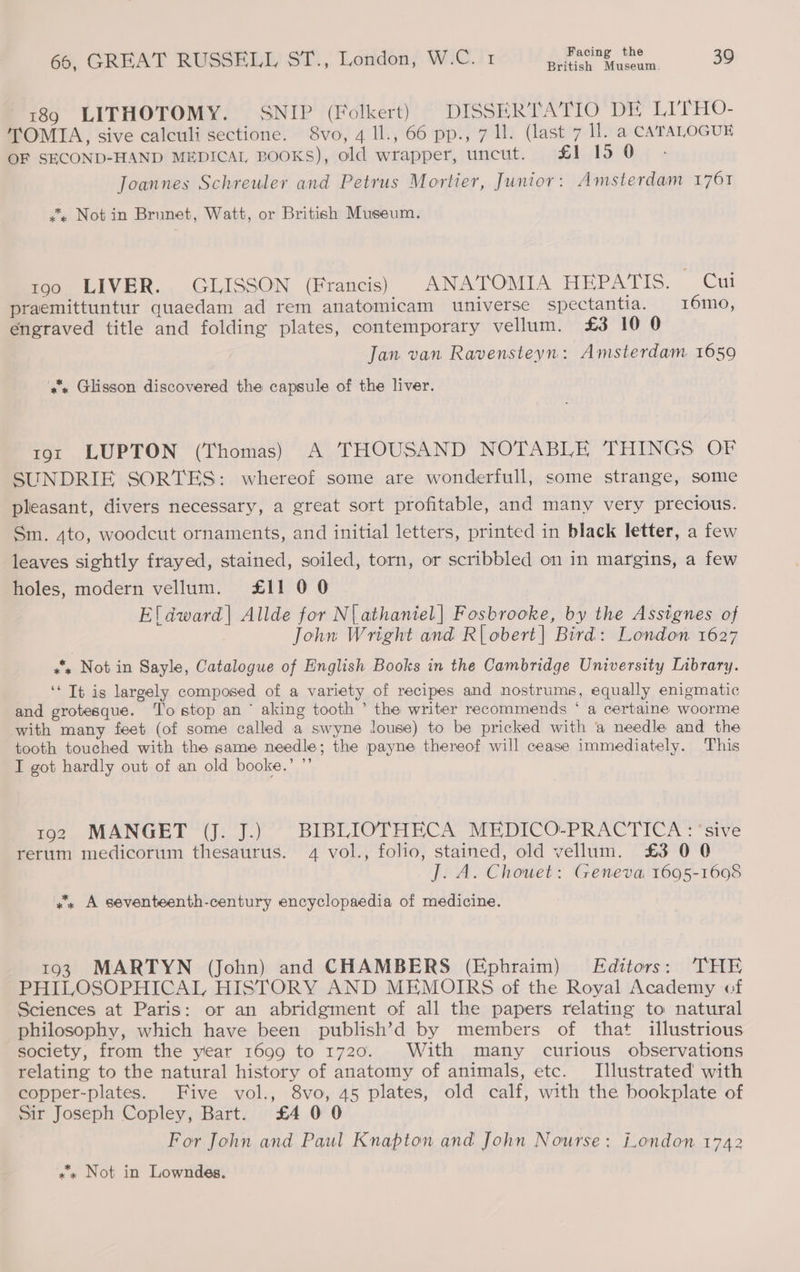 66, GREAT RUSSELL ST., London, W.C. 1 Facing the British Museum. 39
189 LITHOTOMY. SNIP (Folkert) DISSERTATIO DE LITHO-
TOMIA, sive calculi sectione. 8vo, 4 ll., 66 pp., 7 ll. (last 7 ll. a CATALOGUE
OF SECOND-HAND MEDICAL BOOKS), old wrapper, uncut. £1 15 0
Joannes Schreuler and Petrus Mortier, Junior: Amsterdam 1761
⁂ Not in Brunet, Watt, or British Museum.
190 LIVER. GLISSON (Francis) ANATOMIA HEPATIS. Cui
praemittuntur quaedam ad rem anatomicam universe spectantia. 16mo,
engraved title and folding plates, contemporary vellum. £3 10 0
Jan van Ravensteyn: Amsterdam 1659
⁂ Glisson discovered the capsule of the liver.
191 LUPTON (Thomas) A THOUSAND NOTABLE THINGS OF
SUNDRIE SORTES: whereof some are wonderfull, some strange, some
pleasant, divers necessary, a great sort profitable, and many very precious.
Sm. 4to, woodcut ornaments, and initial letters, printed in black letter, a few
leaves sightly frayed, stained, soiled, torn, or scribbled on in margins, a few
holes, modern vellum. £11 0 0
E[dward] Allde for N[athaniel] Fosbrooke, by the Assignes of
John Wright and R[obert] Bird: London 1627
⁂ Not in Sayle, Catalogue of English Books in the Cambridge University Library.
‘‘ It is largely composed of a variety of recipes and nostrums, equally enigmatic
and grotesque. To stop an ‘ aking tooth ’ the writer recommends ‘ a certaine woorme
with many feet (of some called a swyne louse) to be pricked with a needle and the
tooth touched with the same needle; the payne thereof will cease immediately. This
I got hardly out of an old booke.’ ’’
192 MANGET (J. J.) BIBLIOTHECA MEDICO-PRACTICA: sive
rerum medicorum thesaurus. 4 vol., folio, stained, old vellum. £3 0 0
J. A. Chouet: Geneva 1695-1698
⁂ A seventeenth-century encyclopaedia of medicine.
193 MARTYN (John) and CHAMBERS (Ephraim) Editors: THE
PHILOSOPHICAL HISTORY AND MEMOIRS of the Royal Academy of
Sciences at Paris: or an abridgment of all the papers relating to natural
philosophy, which have been publish’d by members of that illustrious
society, from the year 1699 to 1720. With many curious observations
relating to the natural history of anatomy of animals, etc. Illustrated with
copper-plates. Five vol., 8vo, 45 plates, old calf, with the bookplate of
Sir Joseph Copley, Bart. £4 0 0
For John and Paul Knapton and John Nourse: London 1742
⁂ Not in Lowndes.